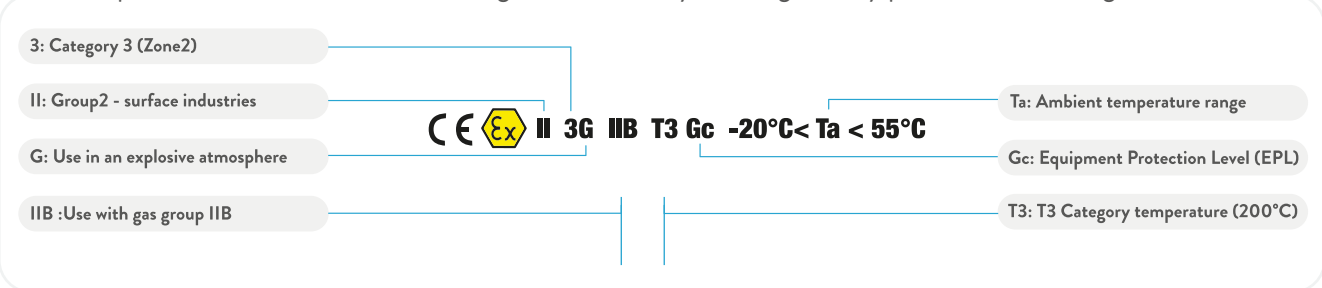 3: Category 3 (Zone2)
II: Group2 - surface industries
G: Use in an explosive atmosphere
IIB :Use with gas group IIB
CE Ex II 3G IIB T3 Gc -20°C< Ta < 55°C
Ta: Ambient temperature range
Gc: Equipment Protection Level (EPL)
T3: T3 Category temperature (200°C)